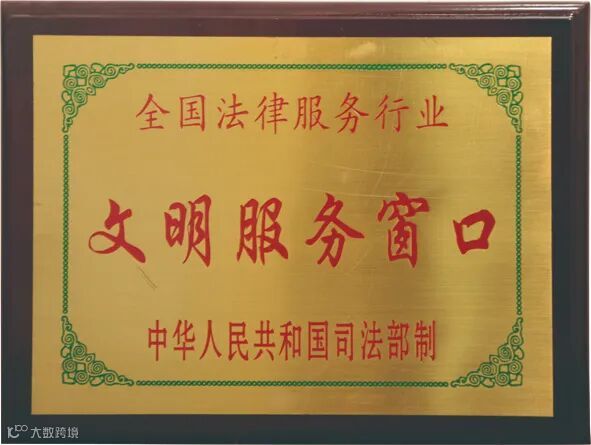 全国法律服务行业
文明服务窗口
中华人民共和国司法部制
大数跨境